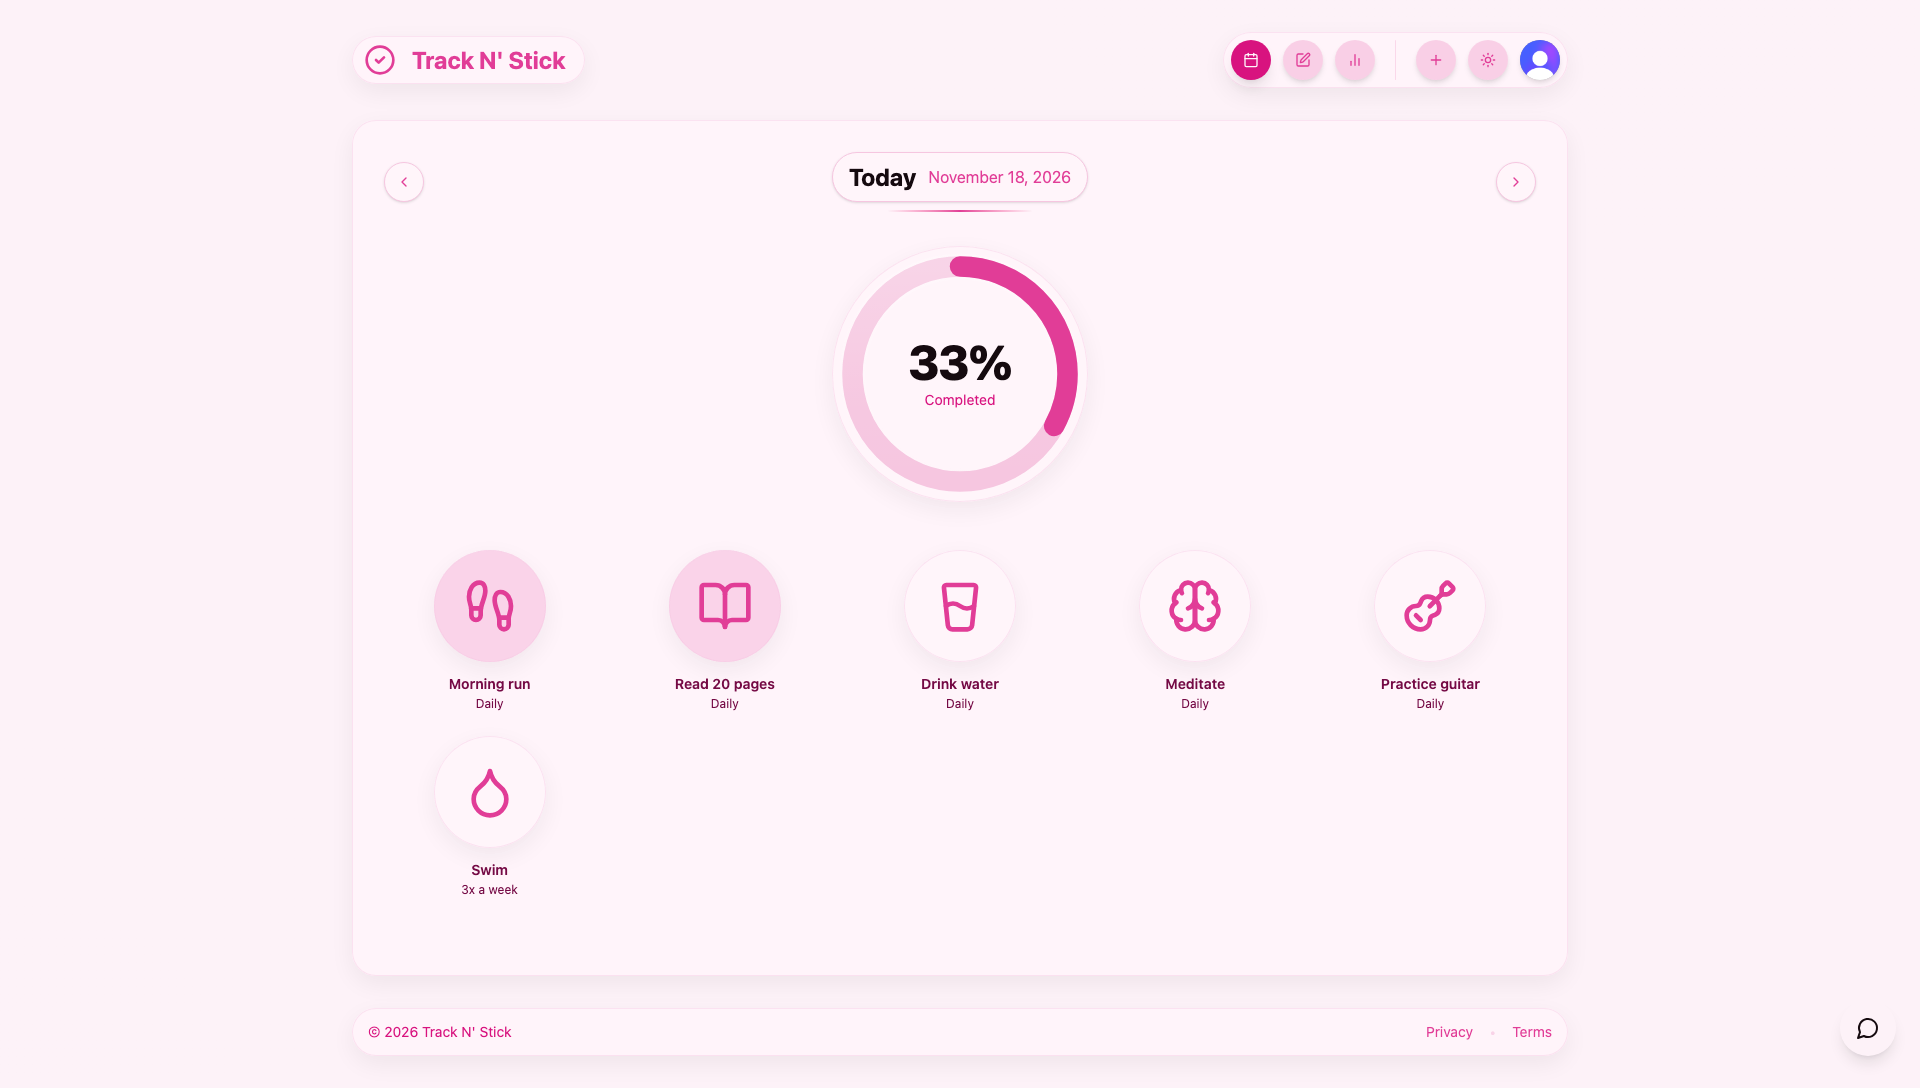 Track N' Stick
Today November 18, 2026
33%
Completed
Morning run
Daily
Read 20 pages
Daily
Drink water
Daily
Meditate
Daily
Practice guitar
Daily
Swim
3x a week
© 2026 Track N' Stick
Privacy • Terms